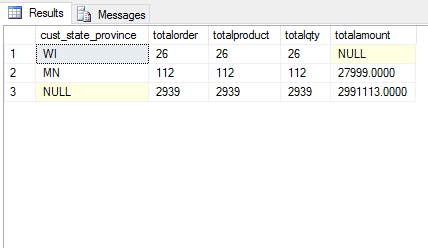 Results Messages
cust_state_province totalorder totalproduct totalqty totalamount
1 WI 26 26 26 NULL
2 MN 112 112 112 27999.0000
3 NULL 2939 2939 2939 2991113.0000